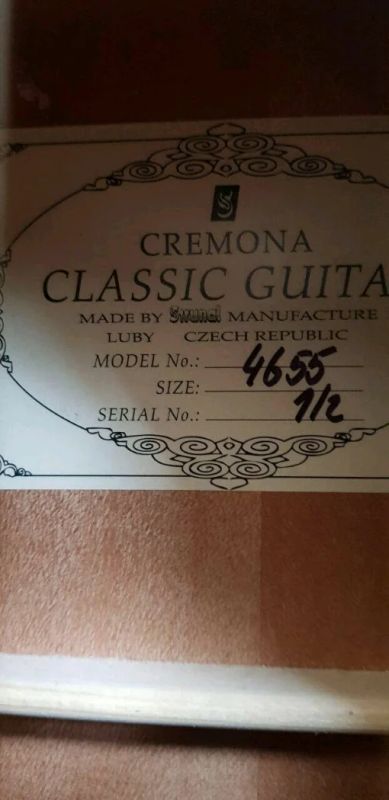 CREMONA
CLASSIC GUITA
MADE BY Strunal MANUFACTURE
LUBY CZECH REPUBLIC
MODEL No.: 4655
SIZE:
SERIAL No.: 1/2